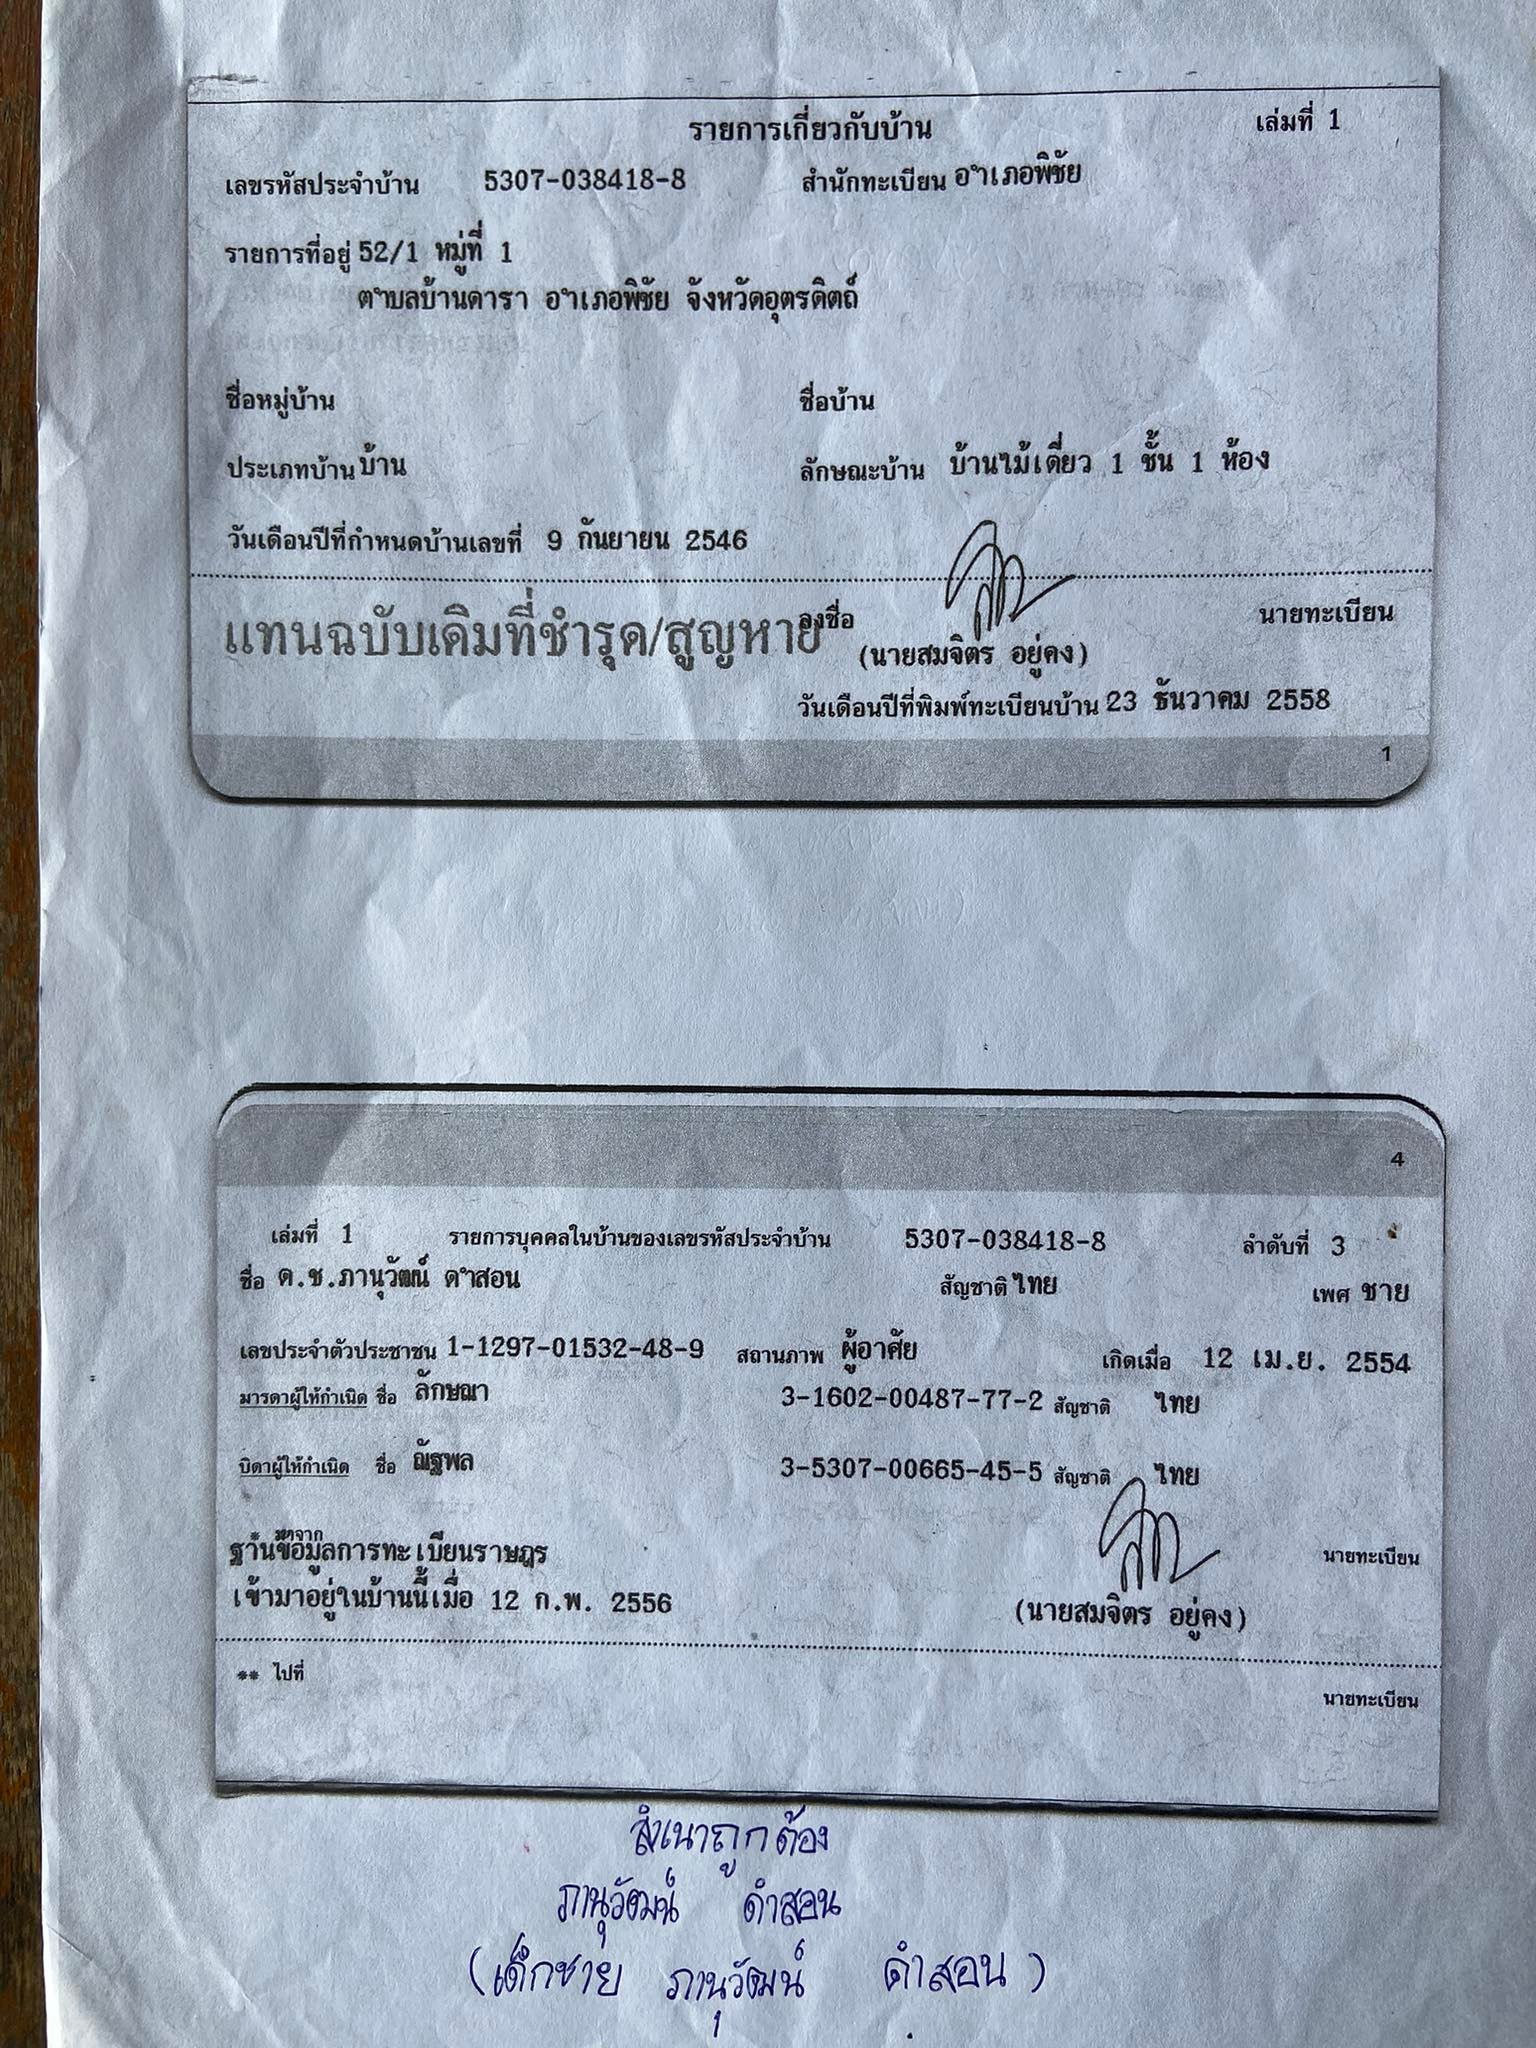 รายการเกี่ยวกับบ้าน เล่มที่ 1
เลขรหัสประจำบ้าน 5307-038418-8 สำนักทะเบียน อำเภอพิชัย
รายการที่อยู่ 52/1 หมู่ที่ 1
ตำบลบ้านดารา อำเภอพิชัย จังหวัดอุตรดิตถ์
ชื่อหมู่บ้าน ชื่อบ้าน
ประเภทบ้าน บ้าน ลักษณะบ้าน บ้านไม้เดี่ยว 1 ชั้น 1 ห้อง
วันเดือนปีที่กำหนดบ้านเลขที่ 9 กันยายน 2546
แทนฉบับเดิมที่ชำรุด/สูญหาย ลงชื่อ นายทะเบียน
(นายสมจิตร อยู่คง)
วันเดือนปีที่พิมพ์ทะเบียนบ้าน 23 ธันวาคม 2558
1
4
เล่มที่ 1 รายการบุคคลในบ้านของเลขรหัสประจำบ้าน 5307-038418-8 ลำดับที่ 3
ชื่อ ด.ช.ภานุวัฒน์ ดำสอน สัญชาติ ไทย เพศ ชาย
เลขประจำตัวประชาชน 1-1297-01532-48-9 สถานภาพ ผู้อาศัย เกิดเมื่อ 12 เม.ย. 2554
มารดาผู้ให้กำเนิด ชื่อ ลักษณา 3-1602-00487-77-2 สัญชาติ ไทย
บิดาผู้ให้กำเนิด ชื่อ ณัฐพล 3-5307-00665-45-5 สัญชาติ ไทย
* มาจาก
ฐานข้อมูลการทะเบียนราษฎร นายทะเบียน
เข้ามาอยู่ในบ้านนี้เมื่อ 12 ก.พ. 2556 (นายสมจิตร อยู่คง)
** ไปที่
นายทะเบียน
สำเนาถูกต้อง
ภานุวัฒน์ ดำสอน
(เด็กชาย ภานุวัฒน์ ดำสอน)